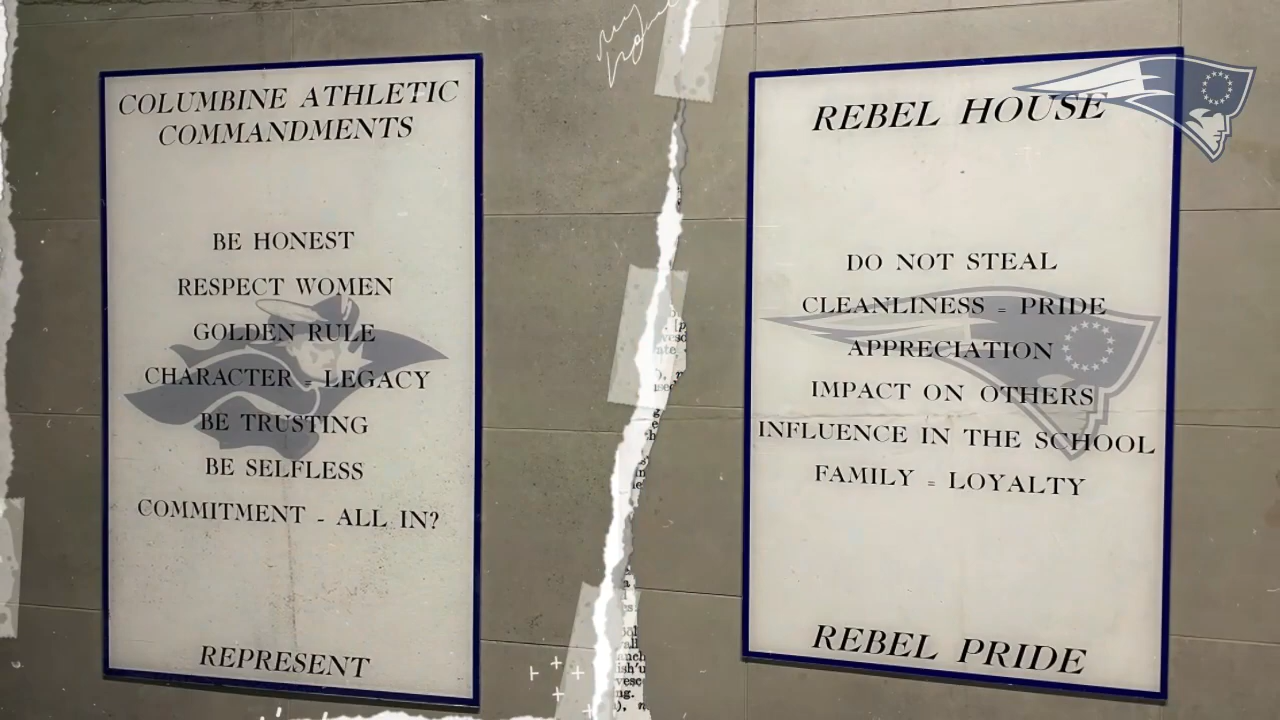 COLUMBINE ATHLETIC
COMMANDMENTS
BE HONEST
RESPECT WOMEN
GOLDEN RULE
CHARACTER = LEGACY
BE TRUSTING
BE SELFLESS
COMMITMENT - ALL IN?
REPRESENT
REBEL HOUSE
DO NOT STEAL
CLEANLINESS = PRIDE
APPRECIATION
IMPACT ON OTHERS
INFLUENCE IN THE SCHOOL
FAMILY = LOYALTY
REBEL PRIDE